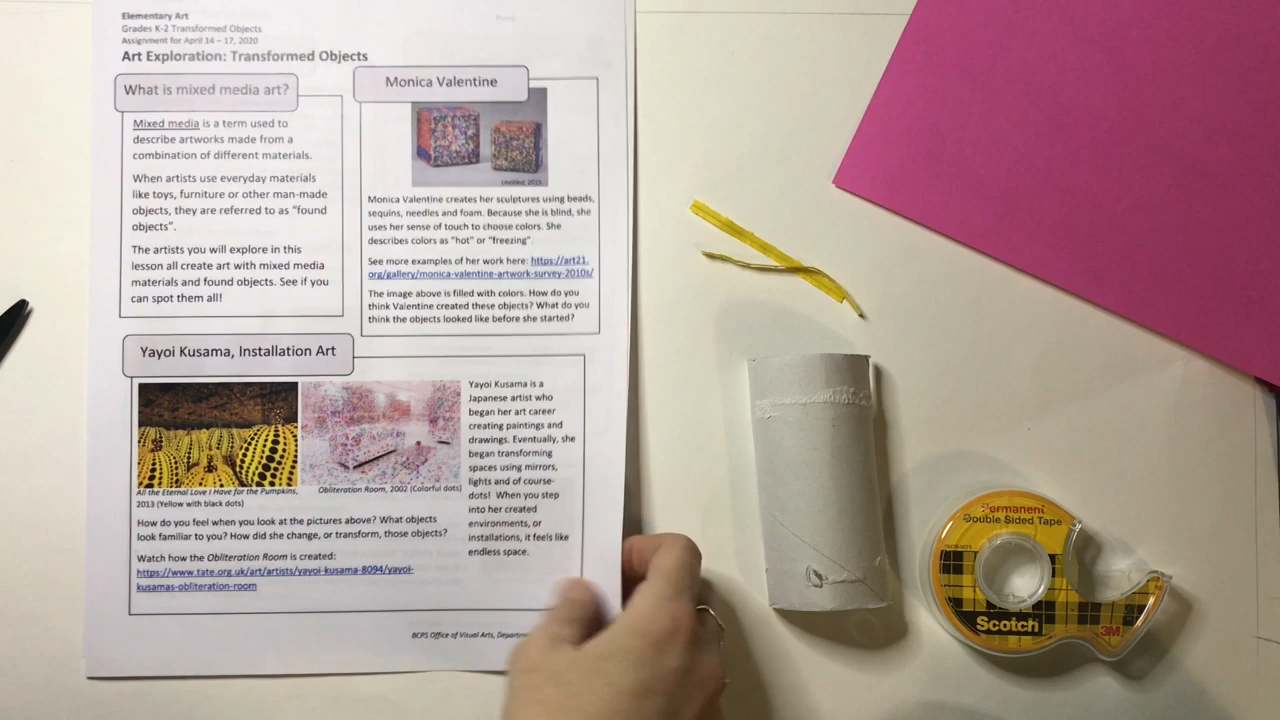 Elementary Art
Grades K-2 Transformed Objects
Assignment for April 14 – 17, 2020
Art Exploration: Transformed Objects
What is mixed media art?
Mixed media is a term used to
describe artworks made from a
combination of different materials.
When artists use everyday materials
like toys, furniture or other man-made
objects, they are referred to as “found
objects”.
The artists you will explore in this
lesson all create art with mixed media
materials and found objects. See if you
can spot them all!
Monica Valentine
Untitled, 2015.
Monica Valentine creates her sculptures using beads,
sequins, needles and foam. Because she is blind, she
uses her sense of touch to choose colors. She
describes colors as “hot” or “freezing”.
See more examples of her work here: https://art21.
org/gallery/monica-valentine-artwork-survey-2010s/
The image above is filled with colors. How do you
think Valentine created these objects? What do you
think the objects looked like before she started?
Yayoi Kusama, Installation Art
All the Eternal Love I Have for the Pumpkins,
2013 (Yellow with black dots)
Obliteration Room, 2002 (Colorful dots)
How do you feel when you look at the pictures above? What objects
look familiar to you? How did she change, or transform, those objects?
Watch how the Obliteration Room is created:
https://www.tate.org.uk/art/artists/yayoi-kusama-8094/yayoi-
kusamas-obliteration-room
Yayoi Kusama is a
Japanese artist who
began her art career
creating paintings and
drawings. Eventually, she
began transforming
spaces using mirrors,
lights and of course-
dots! When you step
into her created
environments, or
installations, it feels like
endless space.
BCPS Office of Visual Arts,
Permanent
Double Sided Tape
Scotch
3M